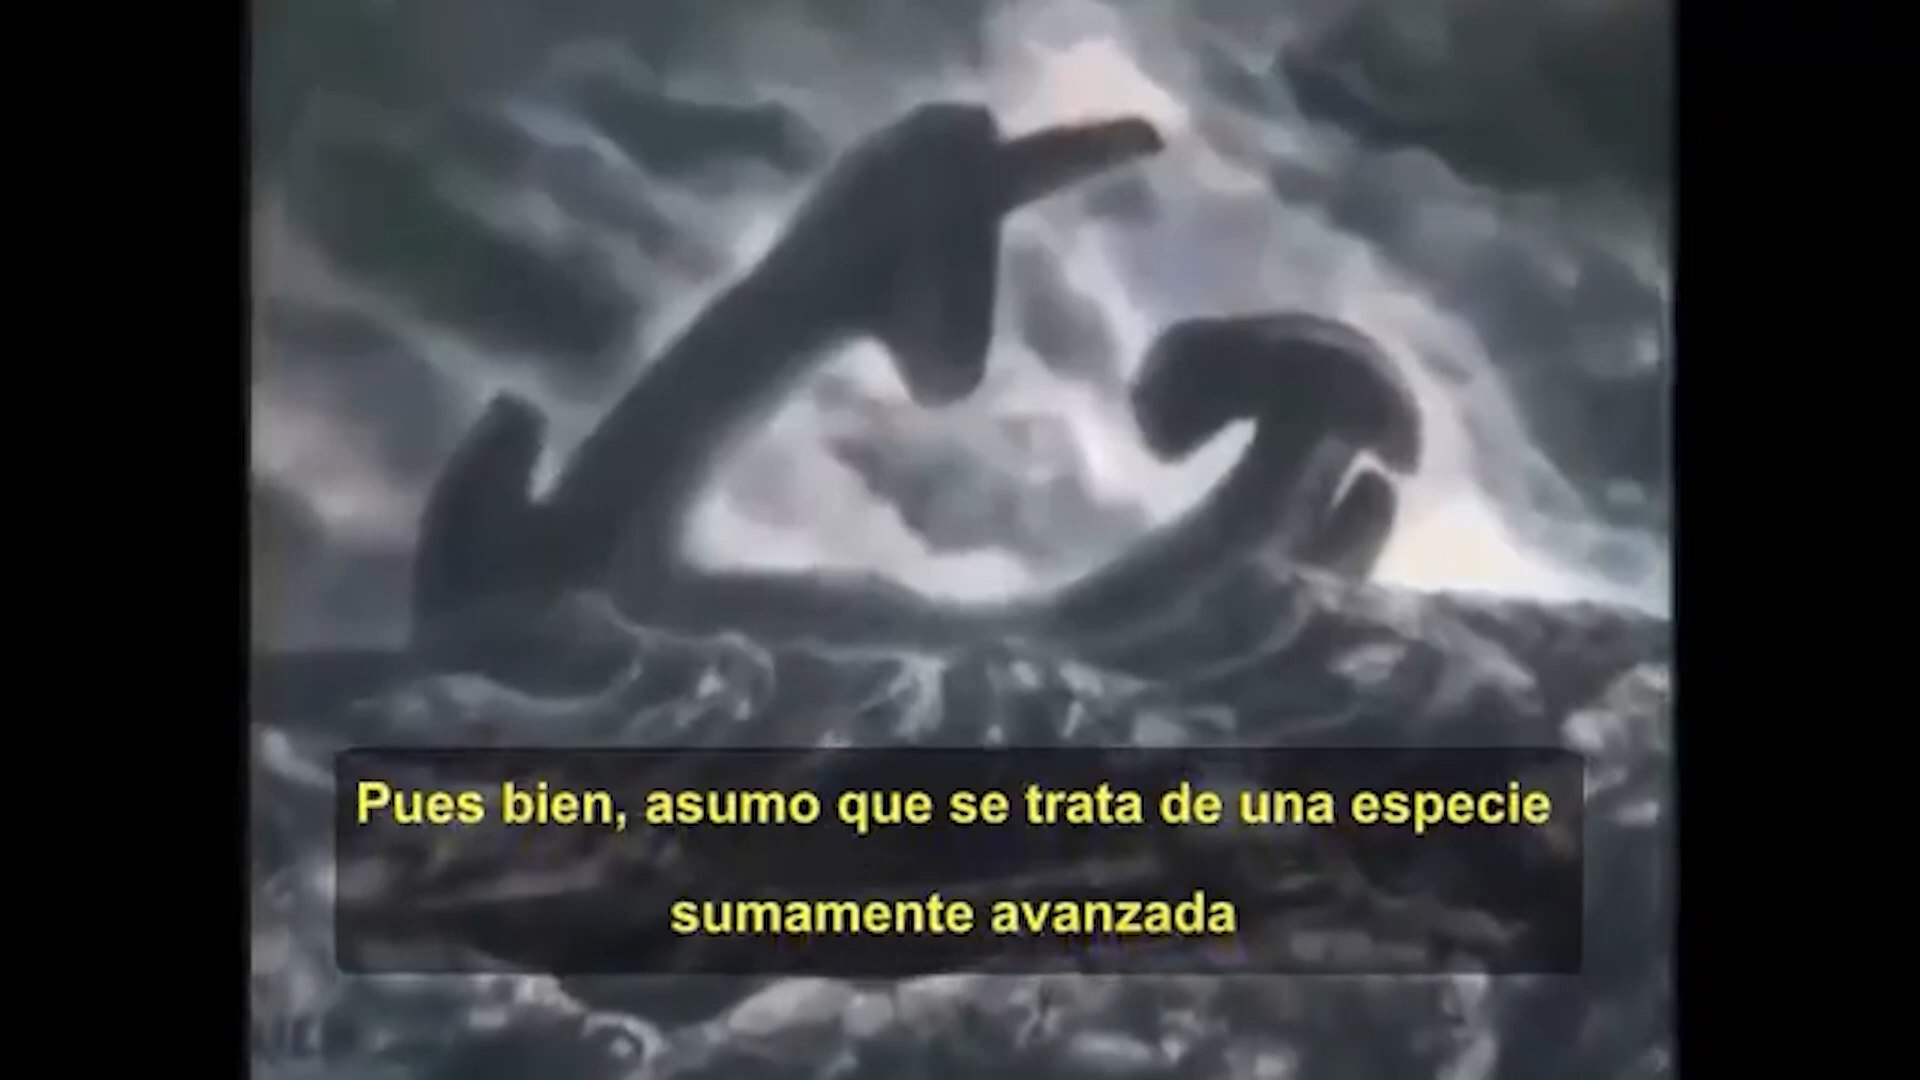 Pues bien, asumo que se trata de una especie
sumamente avanzada